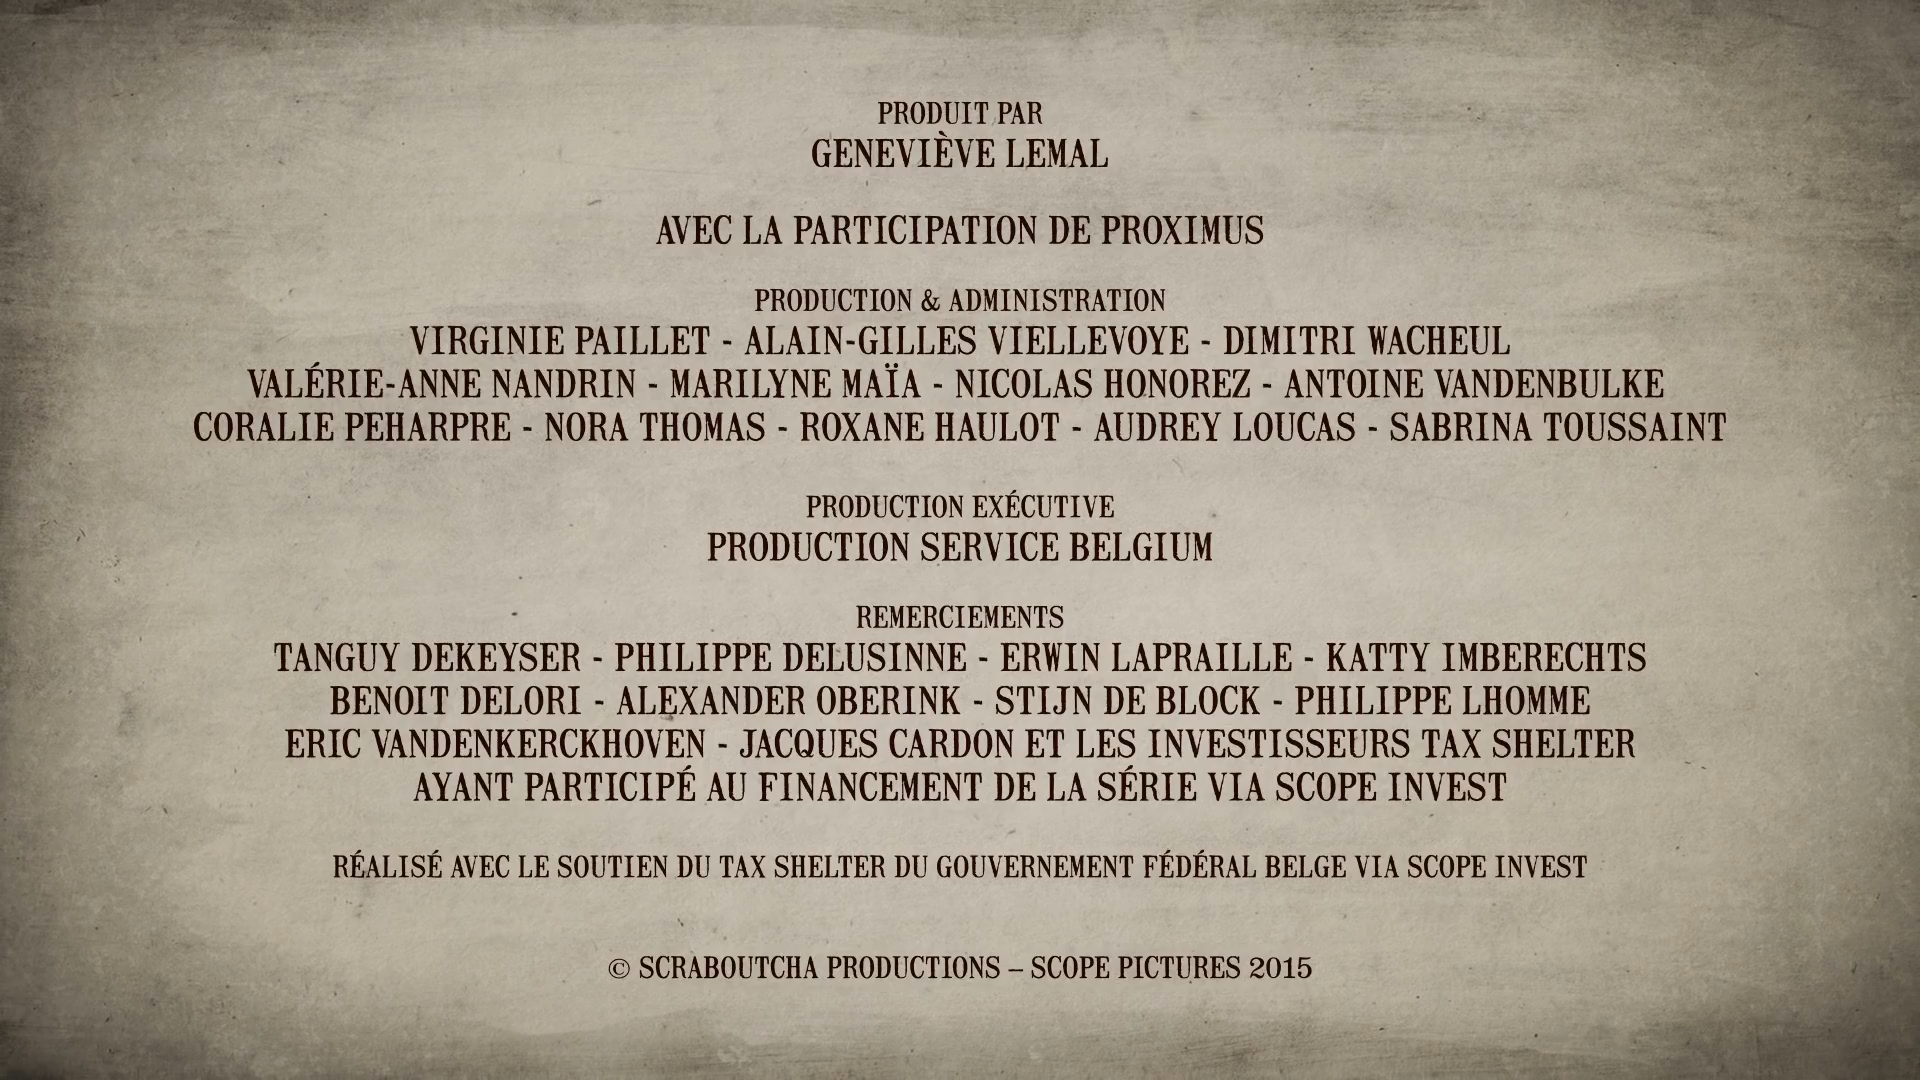 PRODUIT PAR
GENEVIÈVE LEMAL
AVEC LA PARTICIPATION DE PROXIMUS
PRODUCTION & ADMINISTRATION
VIRGINIE PAILLET - ALAIN-GILLES VIELLEVOYE - DIMITRI WACHEUL
VALÉRIE-ANNE NANDRIN - MARILYNE MAÏA - NICOLAS HONOREZ - ANTOINE VANDENBULKE
CORALIE PEHARPRE - NORA THOMAS - ROXANE HAULOT - AUDREY LOUCAS - SABRINA TOUSSAINT
PRODUCTION EXÉCUTIVE
PRODUCTION SERVICE BELGIUM
REMERCIEMENTS
TANGUY DEKEYSER - PHILIPPE DELUSINNE - ERWIN LAPRAILLE - KATTY IMBERECHTS
BENOIT DELORI - ALEXANDER OBERINK - STIJN DE BLOCK - PHILIPPE LHOMME
ERIC VANDENKERCKHOVEN - JACQUES CARDON ET LES INVESTISSEURS TAX SHELTER
AYANT PARTICIPÉ AU FINANCEMENT DE LA SÉRIE VIA SCOPE INVEST
RÉALISÉ AVEC LE SOUTIEN DU TAX SHELTER DU GOUVERNEMENT FÉDÉRAL BELGE VIA SCOPE INVEST
© SCRABOUTCHA PRODUCTIONS – SCOPE PICTURES 2015